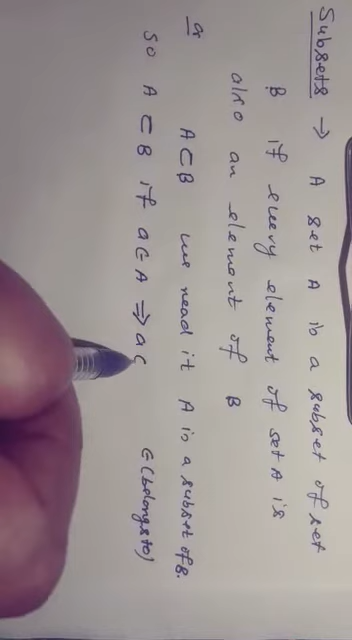 Subsets → A set A is a subset of set
B if every element of set A is
also an element of B
A⊂B we read it A is a subset of B.
so A ⊂ B if a∈A ⇒ a∈
∈ (belongs to)